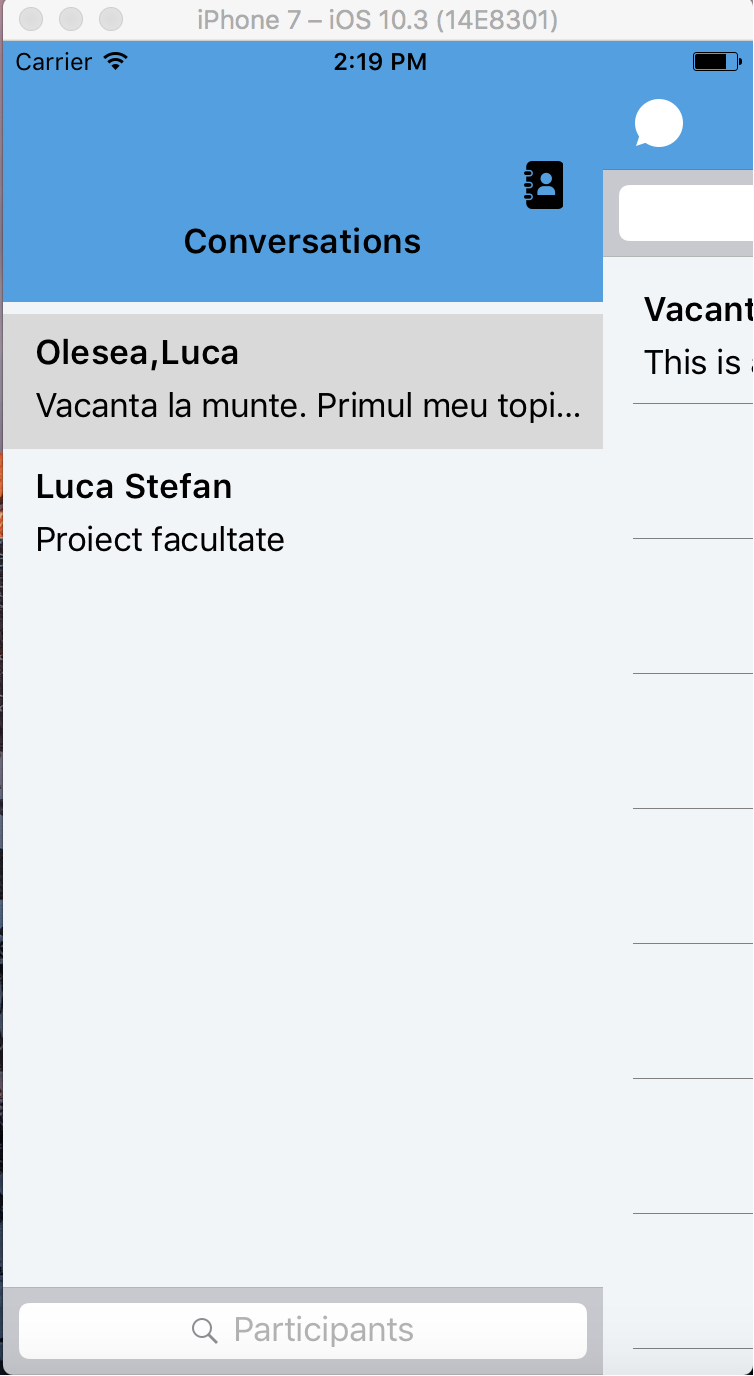 iPhone 7 – iOS 10.3 (14E8301)
Carrier 2:19 PM
Conversations
Olesea,Luca
Vacanta la munte. Primul meu topi...
Luca Stefan
Proiect facultate
Participants
Vacant
This is